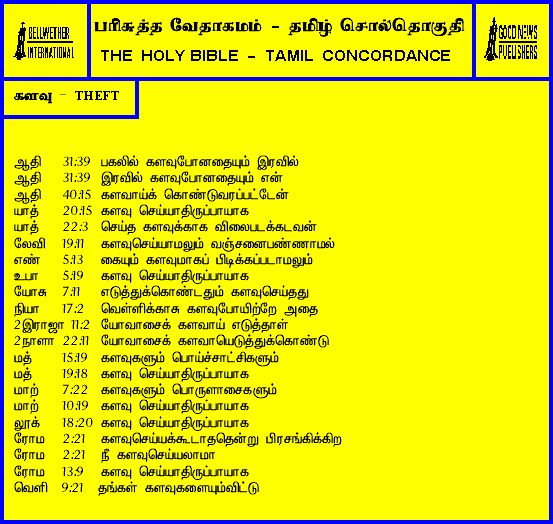 BELLWETHER
INTERNATIONAL
பரிசுத்த வேதாகமம் - தமிழ் சொல்தொகுதி
THE HOLY BIBLE - TAMIL CONCORDANCE
GOOD NEWS
PUBLISHERS
களவு - THEFT
ஆதி 31:39 பகலில் களவுபோனதையும் இரவில்
ஆதி 31:39 இரவில் களவுபோனதையும் என்
ஆதி 40:15 களவாய்க் கொண்டுவரப்பட்டேன்
யாத் 20:15 களவு செய்யாதிருப்பாயாக
யாத் 22:3 செய்த களவுக்காக விலைபடக்கடவன்
லேவி 19:11 களவுசெய்யாமலும் வஞ்சனைபண்ணாமல்
எண் 5:13 கையும் களவுமாகப் பிடிக்கப்படாமலும்
உபா 5:19 களவு செய்யாதிருப்பாயாக
யோசு 7:11 எடுத்துக்கொண்டதும் களவுசெய்தது
நியா 17:2 வெள்ளிக்காசு களவுபோயிற்றே அதை
2இராஜா 11:2 யோவாசைக் களவாய் எடுத்தாள்
2நாளா 22:11 யோவாசைக் களவாயெடுத்துக்கொண்டு
மத் 15:19 களவுகளும் பொய்ச்சாட்சிகளும்
மத் 19:18 களவு செய்யாதிருப்பாயாக
மாற் 7:22 களவுகளும் பொருளாசைகளும்
மாற் 10:19 களவு செய்யாதிருப்பாயாக
லூக் 18:20 களவு செய்யாதிருப்பாயாக
ரோம 2:21 களவுசெய்யக்கூடாததென்று பிரசங்கிக்கிற
ரோம 2:21 நீ களவுசெய்யலாமா
ரோம 13:9 களவு செய்யாதிருப்பாயாக
வெளி 9:21 தங்கள் களவுகளையும்விட்டு